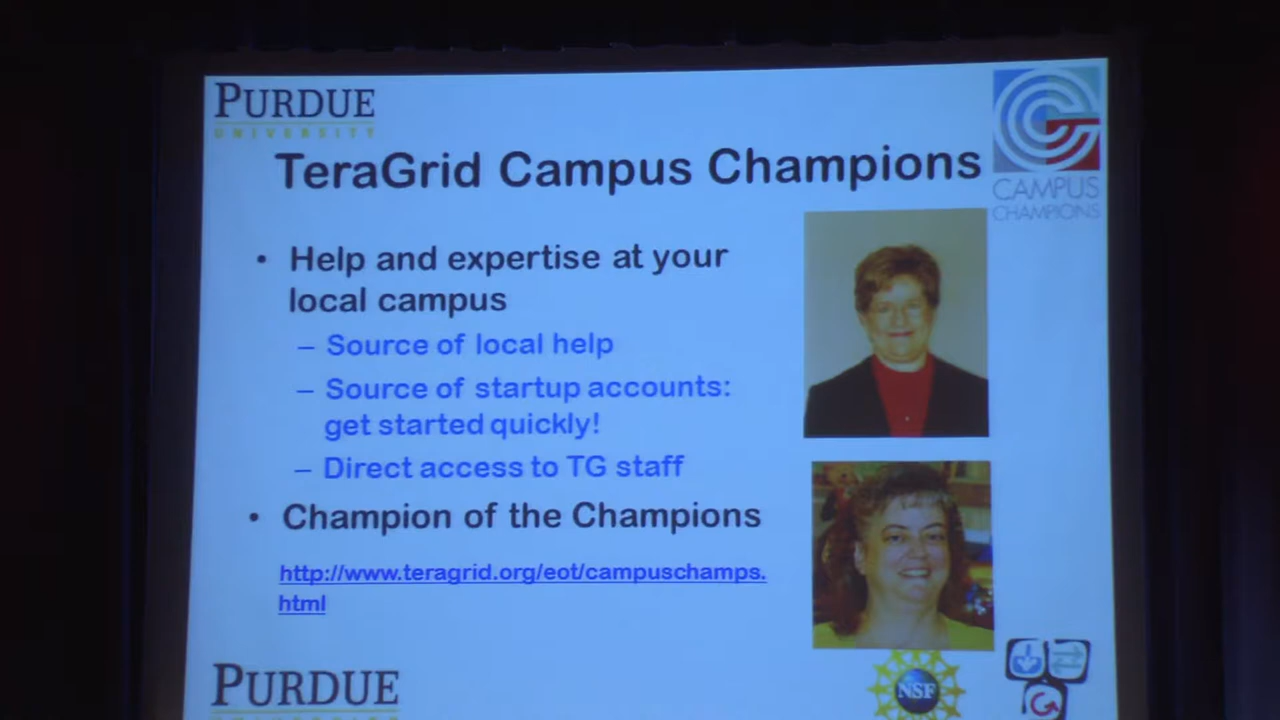 PURDUE
UNIVERSITY
TeraGrid Campus Champions
CAMPUS
CHAMPIONS
• Help and expertise at your
local campus
– Source of local help
– Source of startup accounts:
get started quickly!
– Direct access to TG staff
• Champion of the Champions
http://www.teragrid.org/eot/campuschamps.
html
PURDUE
NSF